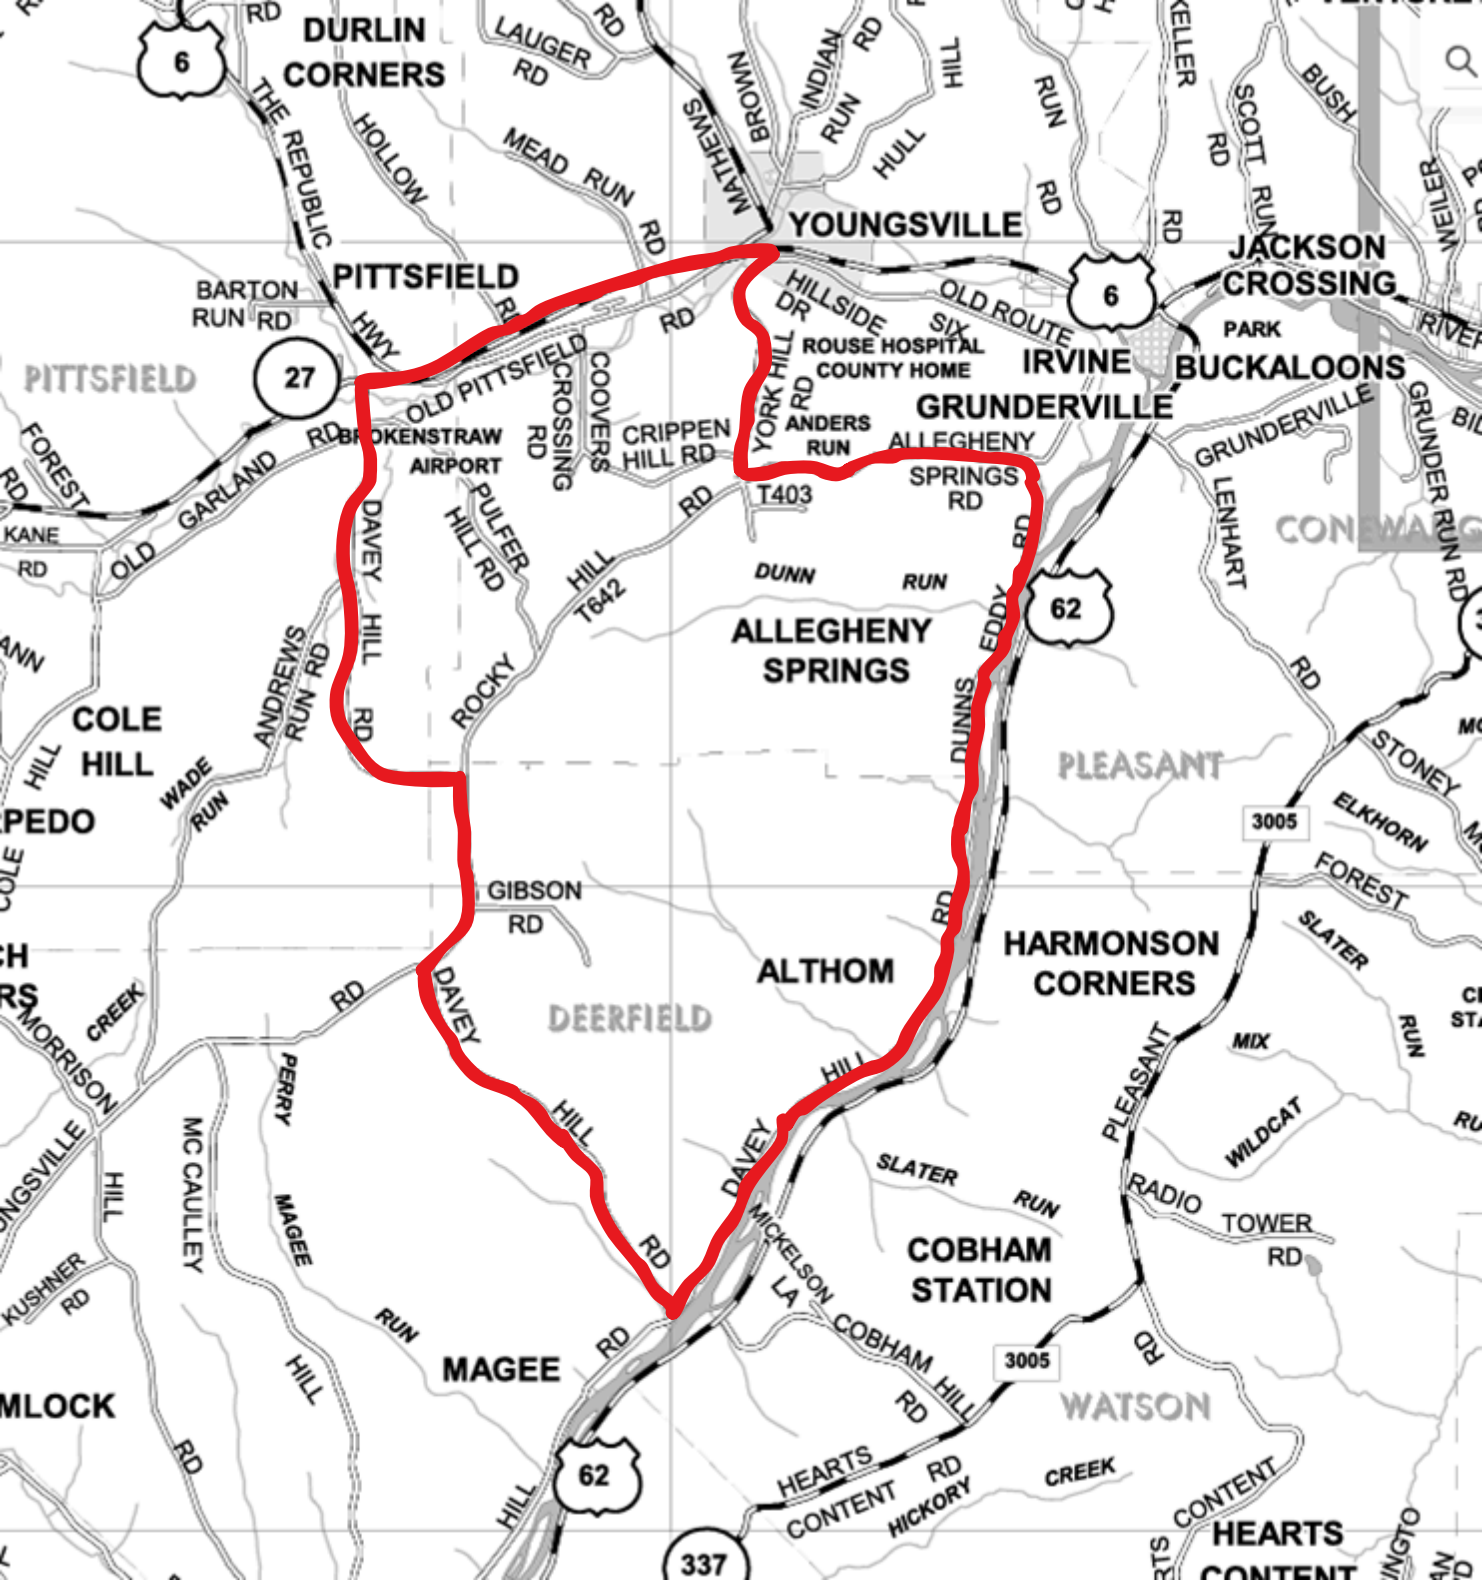 RD
DURLIN
CORNERS
LAUGER
RD
RD
BROWN
INDIAN
RUN
RD
HILL
KELLER
BUSH
6
THE REPUBLIC
HWY
HOLLOW
RD
MEAD RUN
RD
MATHEWS
HULL
RUN
RD
RD
SCOTT RUN
RD
WEILER
YOUNGSVILLE
JACKSON
CROSSING
PITTSFIELD
BARTON
RUN RD
6
HILLSIDE
DR
OLD ROUTE
SIX
PARK
RIVER
PITTSFIELD
27
OLD PITTSFIELD
RD
COOVERS
CROSSING
RD
YORK HILL
RD
ROUSE HOSPITAL
COUNTY HOME
IRVINE
BUCKALOONS
GRUNDERVILLE
GRUNDERVILLE
FOREST
RD
BROKENSTRAW
AIRPORT
OLD GARLAND
RD
CRIPPEN
HILL RD
ANDERS
RUN
ALLEGHENY
SPRINGS
RD
T403
GRUNDER RUN RD
LENHART
RD
CONEWANG
KANE
RD
DAVEY
HILL
RD
PULFER
HILL RD
ROCKY
HILL
RD
T642
DUNN RUN
DUNNS
EDDY
RD
RD
62
ALLEGHENY
SPRINGS
ANDREWS
RUN RD
COLE
HILL
HILL
WADE
RUN
PLEASANT
STONEY
3005
ELKHORN
FOREST
COLE
GIBSON
RD
SLATER
RUN
HARMONSON
CORNERS
ALTHOM
DEERFIELD
DAVEY
HILL
RD
RD
CREEK
MORRISON
HILL
PERRY
MAGEE
RUN
MIX
WILDCAT
PLEASANT
RD
MC CAULLEY
HILL
HILL
DAVEY
SLATER
RUN
RADIO
TOWER
RD
MICKELSON
LA
COBHAM
STATION
KUSHNER
RD
RD
MAGEE
RD
HILL
COBHAM
HILL
RD
3005
WATSON
62
HEARTS
CONTENT
RD
HICKORY
CREEK
CONTENT
337
HEARTS
CONTENT